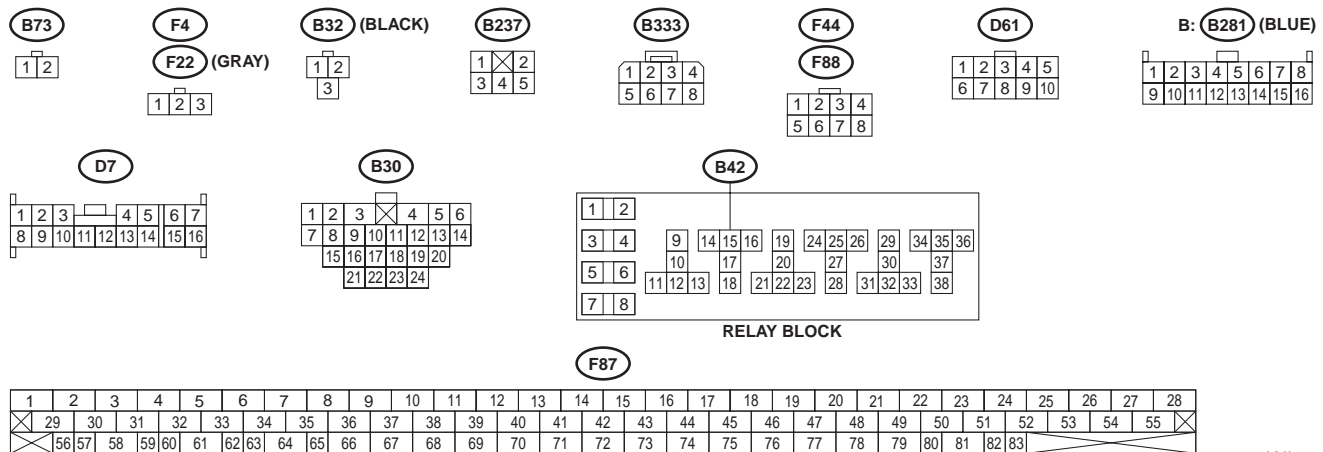 B73 F4 B32 (BLACK) B237 B333 F44 D61 B: B281 (BLUE)
F22 (GRAY) F88
1 2
1 2 3
1 2
3
1 2
3 4 5
1 2 3 4
5 6 7 8
1 2 3 4
5 6 7 8
1 2 3 4 5
6 7 8 9 10
1 2 3 4 5 6 7 8
9 10 11 12 13 14 15 16
D7 B30 B42
1 2 3 4 5 6 7
8 9 10 11 12 13 14 15 16
1 2 3 4 5 6
7 8 9 10 11 12 13 14
15 16 17 18 19 20
21 22 23 24
1 2
3 4 9 14 15 16 19 24 25 26 29 34 35 36
10 17 20 27 30 37
5 6 11 12 13 18 21 22 23 28 31 32 33 38
7 8
RELAY BLOCK
F87
1 2 3 4 5 6 7 8 9 10 11 12 13 14 15 16 17 18 19 20 21 22 23 24 25 26 27 28
29 30 31 32 33 34 35 36 37 38 39 40 41 42 43 44 45 46 47 48 49 50 51 52 53 54 55
56 57 58 59 60 61 62 63 64 65 66 67 68 69 70 71 72 73 74 75 76 77 78 79 80 81 82 83